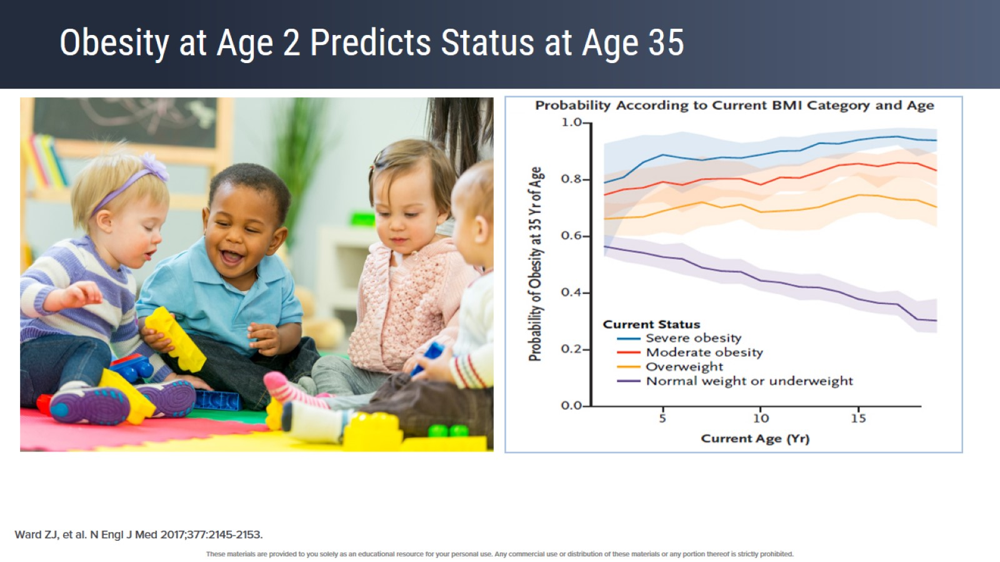 Obesity at Age 2 Predicts Status at Age 35
Probability According to Current BMI Category and Age
Probability of Obesity at 35 Yr of Age
1.0
0.8
0.6
0.4
0.2
0.0
Current Status
Severe obesity
Moderate obesity
Overweight
Normal weight or underweight
5 10 15
Current Age (Yr)
Ward ZJ, et al. N Engl J Med 2017;377:2145-2153.
These materials are provided to you solely as an educational resource for your personal use. Any commercial use or distribution of these materials or any portion thereof is strictly prohibited.